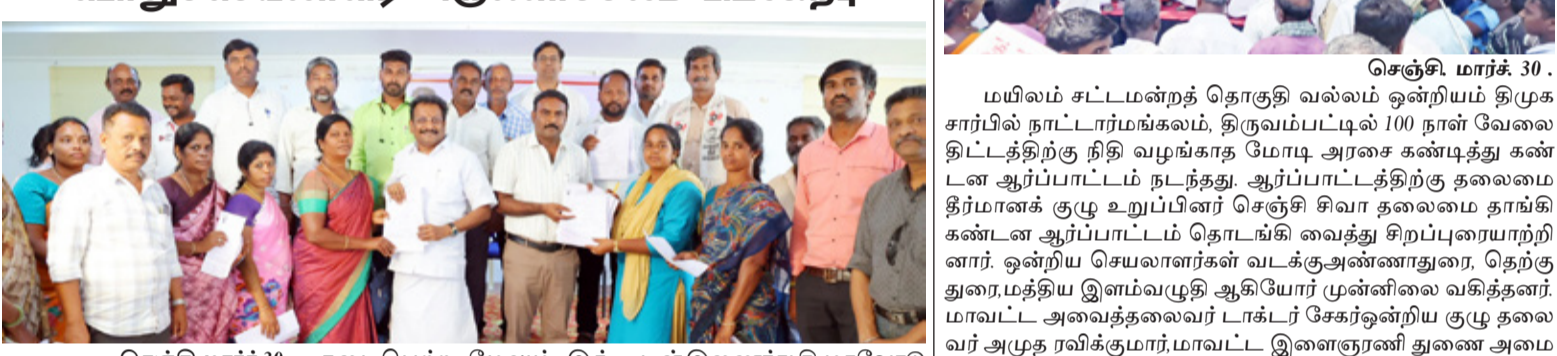 செஞ்சி. மார்ச். 30 .
மயிலம் சட்டமன்றத் தொகுதி வல்லம் ஒன்றியம் திமுக
சார்பில் நாட்டார்மங்கலம், திருவம்பட்டில் 100 நாள் வேலை
திட்டத்திற்கு நிதி வழங்காத மோடி அரசை கண்டித்து கண்
டன ஆர்ப்பாட்டம் நடந்தது. ஆர்ப்பாட்டத்திற்கு தலைமை
தீர்மானக் குழு உறுப்பினர் செஞ்சி சிவா தலைமை தாங்கி
கண்டன ஆர்ப்பாட்டம் தொடங்கி வைத்து சிறப்புரையாற்றி
னார். ஒன்றிய செயலாளர்கள் வடக்குஅண்ணாதுரை, தெற்கு
துரை,மத்திய இளம்வழுதி ஆகியோர் முன்னிலை வகித்தனர்.
மாவட்ட அவைத்தலைவர் டாக்டர் சேகர்ஒன்றிய குழு தலை
வர் அமுத ரவிக்குமார்,மாவட்ட இளைஞரணி துணை அமை